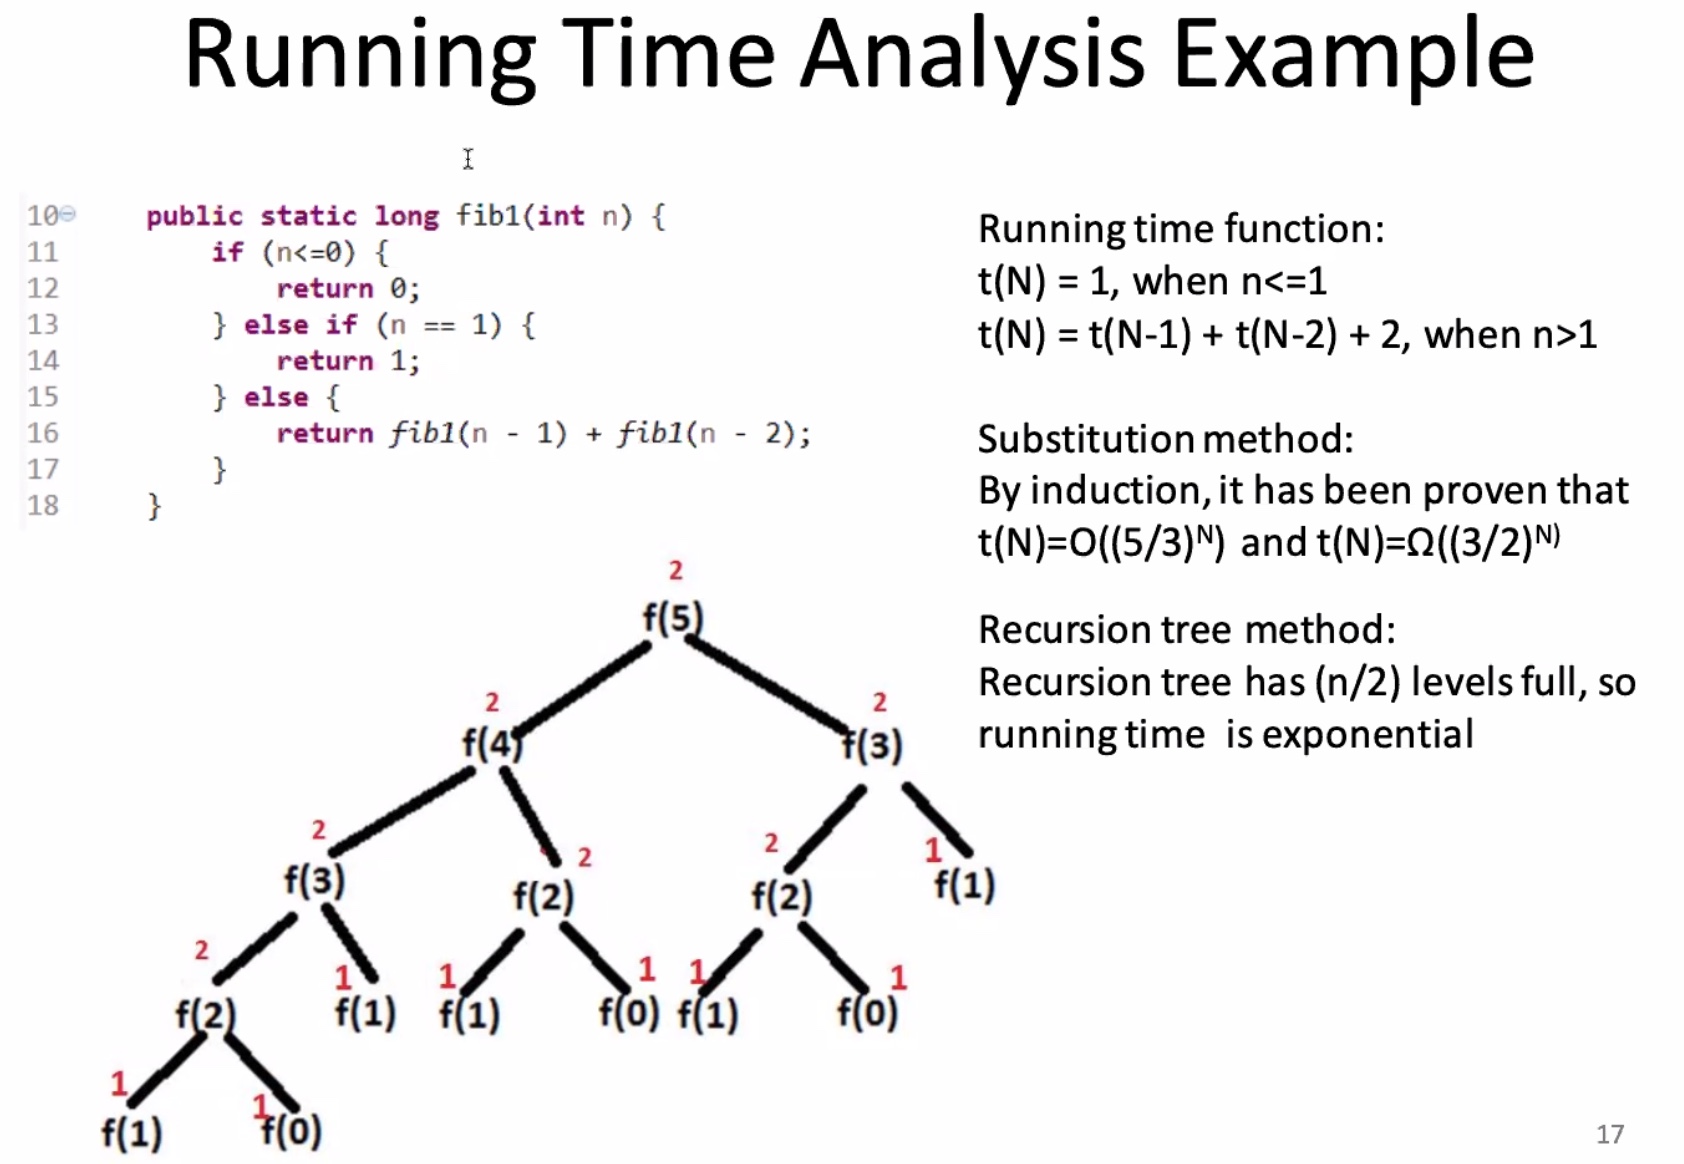 Running Time Analysis Example
10 public static long fib1(int n) {
11 if (n<=0) {
12 return 0;
13 } else if (n == 1) {
14 return 1;
15 } else {
16 return fib1(n - 1) + fib1(n - 2);
17 }
18 }
Running time function:
t(N) = 1, when n<=1
t(N) = t(N-1) + t(N-2) + 2, when n>1
Substitution method:
By induction, it has been proven that
t(N)=O((5/3)ᴺ) and t(N)=Ω((3/2)ᴺ⁾
Recursion tree method:
Recursion tree has (n/2) levels full, so
running time is exponential
2
f(5)
2 2
f(4) f(3)
2 2 2 1
f(3) f(2) f(2) f(1)
2 1 1 1 1 1
f(2) f(1) f(1) f(0) f(1) f(0)
1 1
f(1) f(0)
17